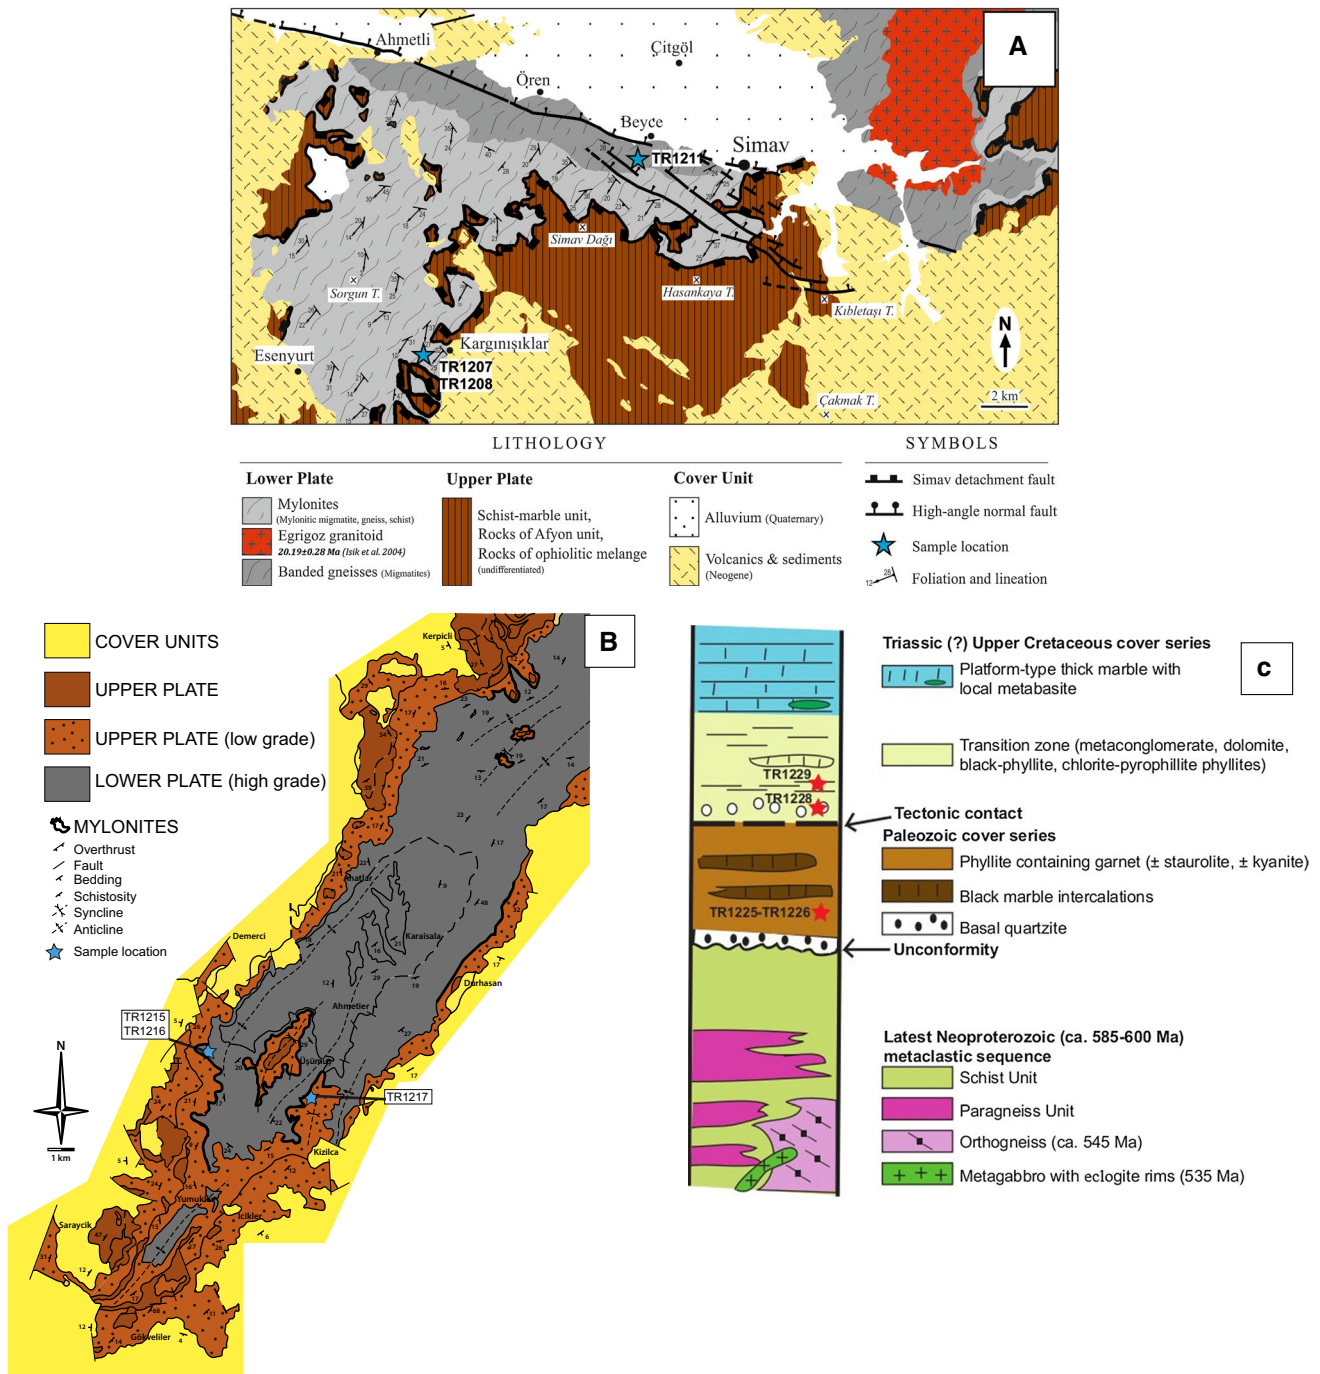 A
Ahmetli
Çitgöl
Ören
Beyce
Simav
TR1211
Simav Dağı
Sorgun T.
Hasankaya T.
Kıbletaşı T.
Esenyurt
Kargınışıklar
TR1207
TR1208
Çakmak T.
N
2 km
LITHOLOGY
SYMBOLS
Lower Plate
Upper Plate
Cover Unit
Mylonites
(Mylonitic migmatite, gneiss, schist)
Egrigoz granitoid
20.19±0.28 Ma (Isik et al. 2004)
Banded gneisses (Migmatites)
Schist-marble unit,
Rocks of Afyon unit,
Rocks of ophiolitic melange
(undifferentiated)
Alluvium (Quaternary)
Volcanics & sediments
(Neogene)
Simav detachment fault
High-angle normal fault
Sample location
12 28
Foliation and lineation
B
COVER UNITS
UPPER PLATE
UPPER PLATE (low grade)
LOWER PLATE (high grade)
MYLONITES
Overthrust
Fault
Bedding
Schistosity
Syncline
Anticline
Sample location
Kerpicli
Karaisala
Demerci
Durhasan
Ahmetler
TR1215
TR1216
TR1217
Kizilca
Icikler
Saraycik
Gökveliler
N
1 km
C
Triassic (?) Upper Cretaceous cover series
Platform-type thick marble with
local metabasite
Transition zone (metaconglomerate, dolomite,
black-phyllite, chlorite-pyrophillite phyllites)
TR1229
TR1228
Tectonic contact
Paleozoic cover series
Phyllite containing garnet (± staurolite, ± kyanite)
Black marble intercalations
TR1225-TR1226
Basal quartzite
Unconformity
Latest Neoproterozoic (ca. 585-600 Ma)
metaclastic sequence
Schist Unit
Paragneiss Unit
Orthogneiss (ca. 545 Ma)
Metagabbro with eclogite rims (535 Ma)